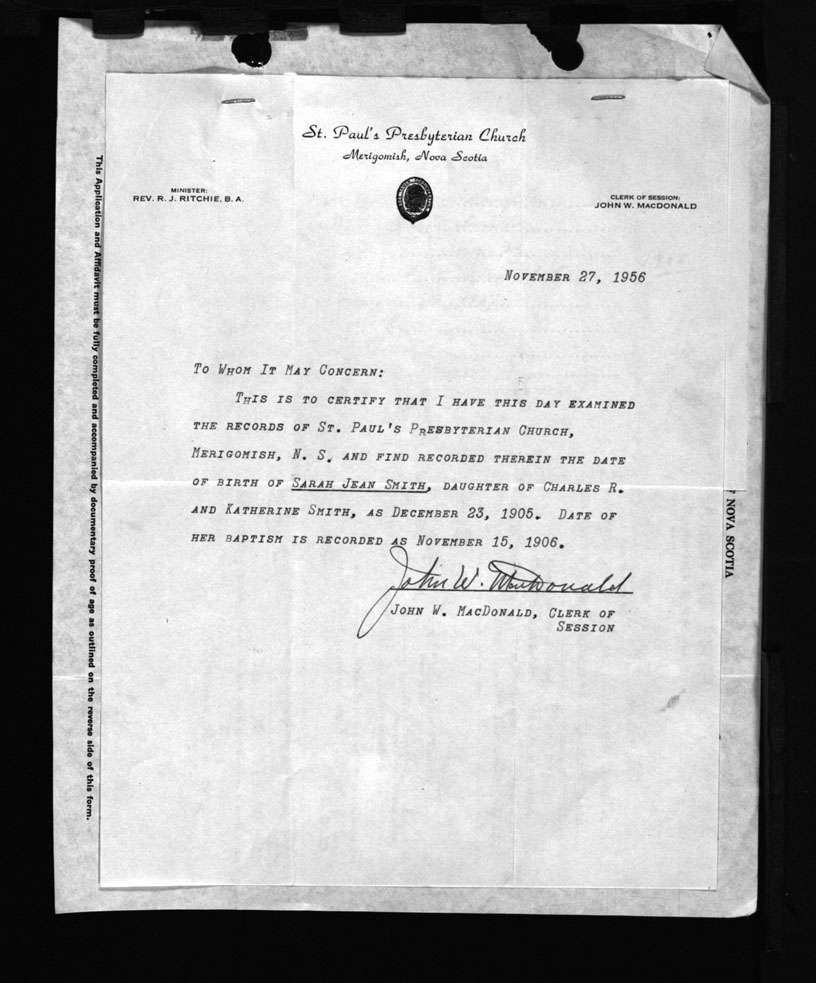 St. Paul's Presbyterian Church
Merigomish, Nova Scotia
MINISTER:
REV. R. J. RITCHIE, B. A.
CLERK OF SESSION:
JOHN W. MACDONALD
NOVEMBER 27, 1956
TO WHOM IT MAY CONCERN:
THIS IS TO CERTIFY THAT I HAVE THIS DAY EXAMINED
THE RECORDS OF ST. PAUL'S PRESBYTERIAN CHURCH,
MERIGOMISH, N. S. AND FIND RECORDED THEREIN THE DATE
OF BIRTH OF SARAH JEAN SMITH, DAUGHTER OF CHARLES R.
AND KATHERINE SMITH, AS DECEMBER 23, 1905. DATE OF
HER BAPTISM IS RECORDED AS NOVEMBER 15, 1906.
John W. MacDonald
JOHN W. MACDONALD, CLERK OF
SESSION
This Application and Affidavit must be fully completed and accompanied by documentary proof of age as outlined on the reverse side of this form.
NOVA SCOTIA